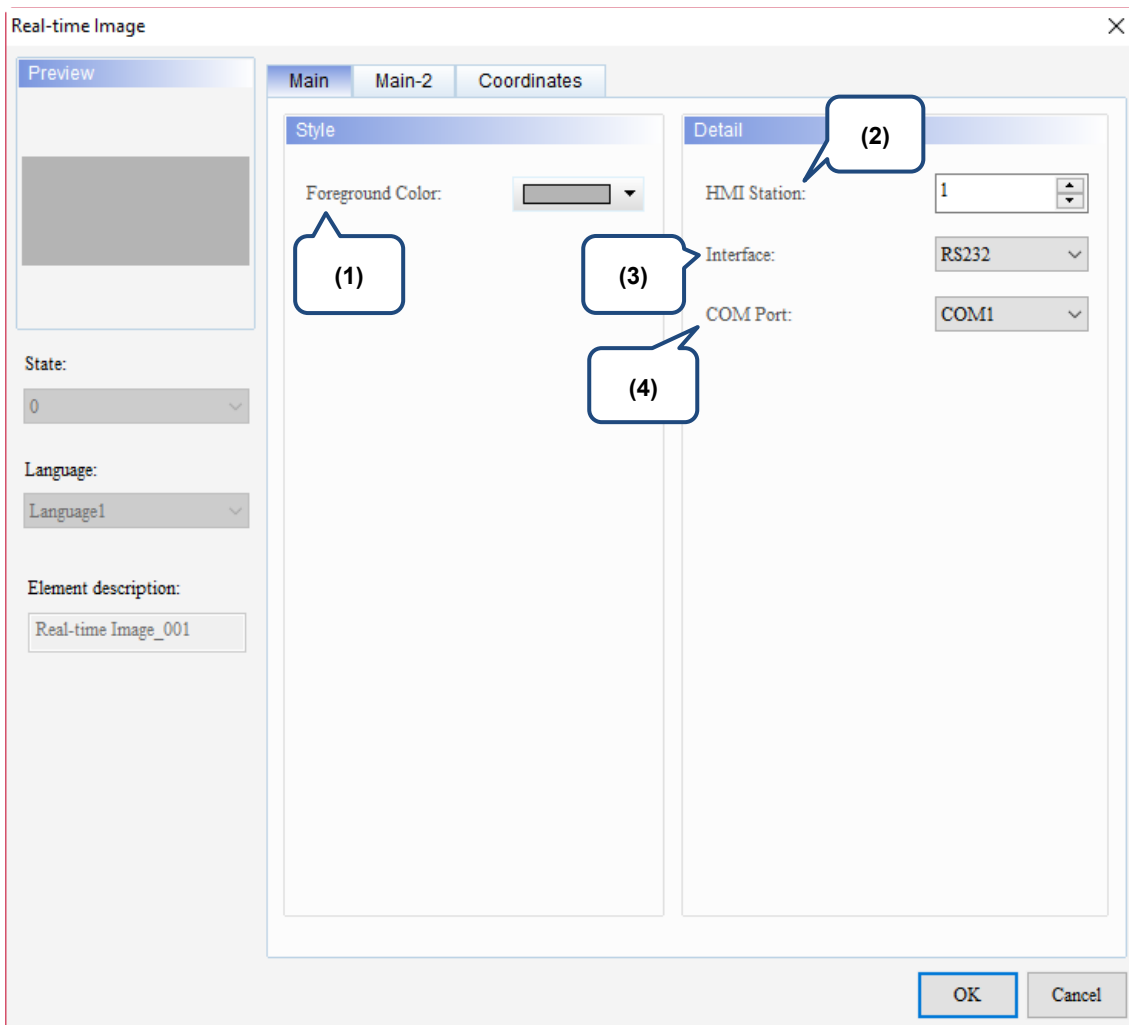 Real-time Image
Preview
State:
0
Language:
Language1
Element description:
Real-time Image_001
Main
Main-2
Coordinates
Style
Foreground Color:
(1)
Detail
(2)
HMI Station:
1
(3)
Interface:
RS232
COM Port:
COM1
(4)
OK
Cancel